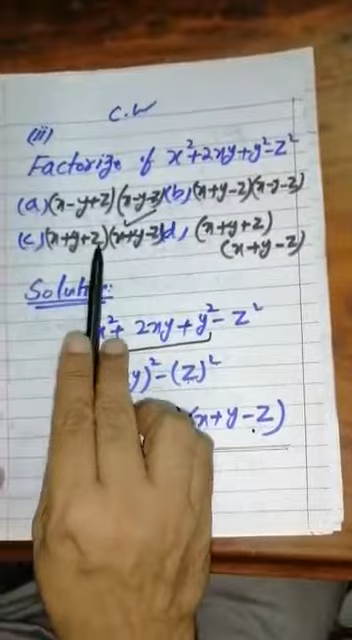 C.W
(iii)
Factorize of x²+2xy+y²-z²
(a)(x-y+z)(x-y-z)(b)(x+y-z)(x-y-z)
(c)(x+y+z)(x+y-z)d, (x+y+z)
(x+y-z)
Solution:
x²+ 2xy+y²-z²
y)²-(z)²
(x+y-z)